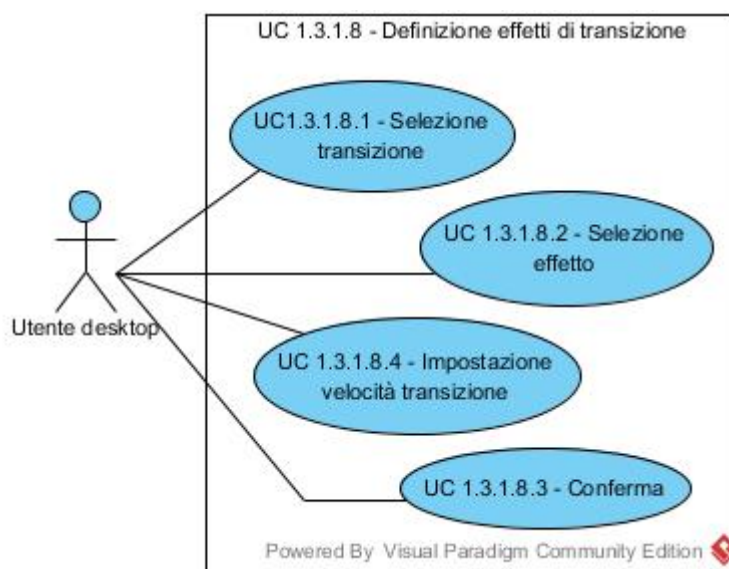 UC 1.3.1.8 - Definizione effetti di transizione
UC1.3.1.8.1 - Selezione
transizione
UC 1.3.1.8.2 - Selezione
effetto
Utente desktop
UC 1.3.1.8.4 - Impostazione
velocità transizione
UC 1.3.1.8.3 - Conferma
Powered By Visual Paradigm Community Edition